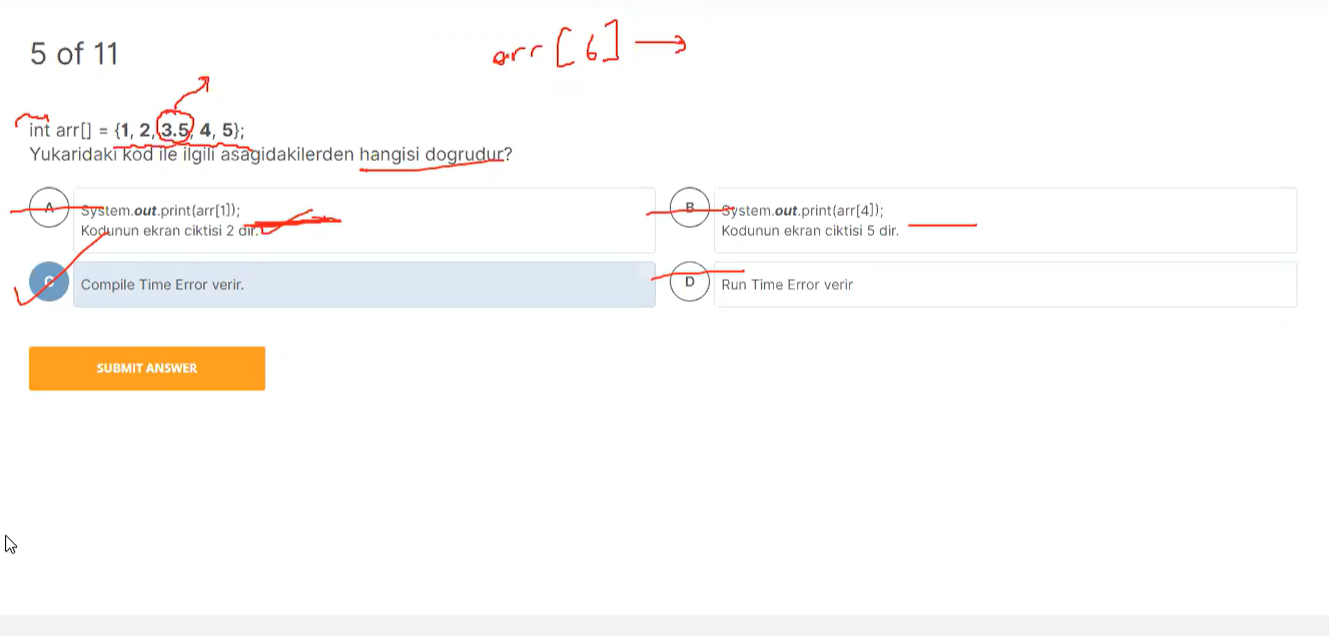 5 of 11
arr[6] →
int arr[] = {1, 2, 3.5, 4, 5};
Yukaridaki kod ile ilgili asagidakilerden hangisi dogrudur?
A
System.out.print(arr[1]);
Kodunun ekran ciktisi 2 dir.
B
System.out.print(arr[4]);
Kodunun ekran ciktisi 5 dir.
C
Compile Time Error verir.
D
Run Time Error verir
SUBMIT ANSWER